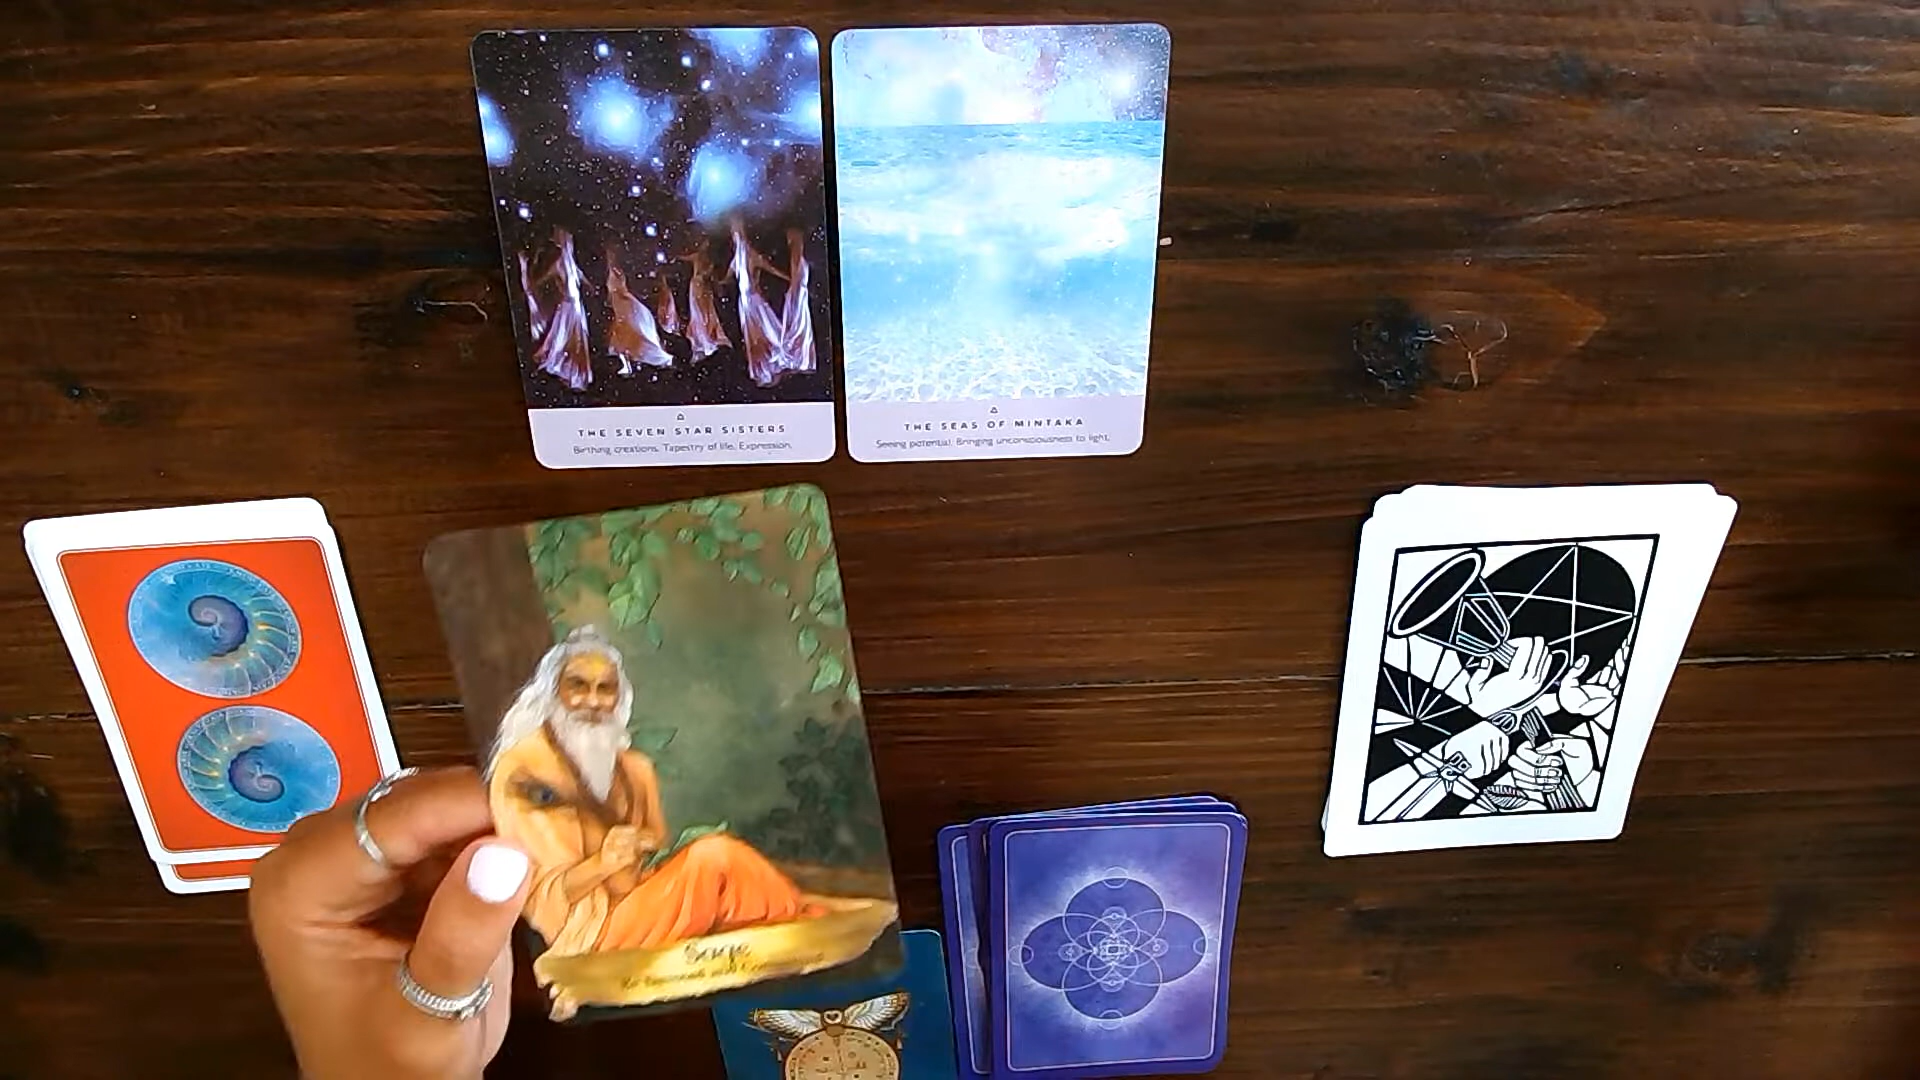 THE SEVEN STAR SISTERS
Birthing creations. Tapestry of life. Expression.
THE SEAS OF MINTAKA
Seeing potential. Bringing unconsciousness to light.
Sage